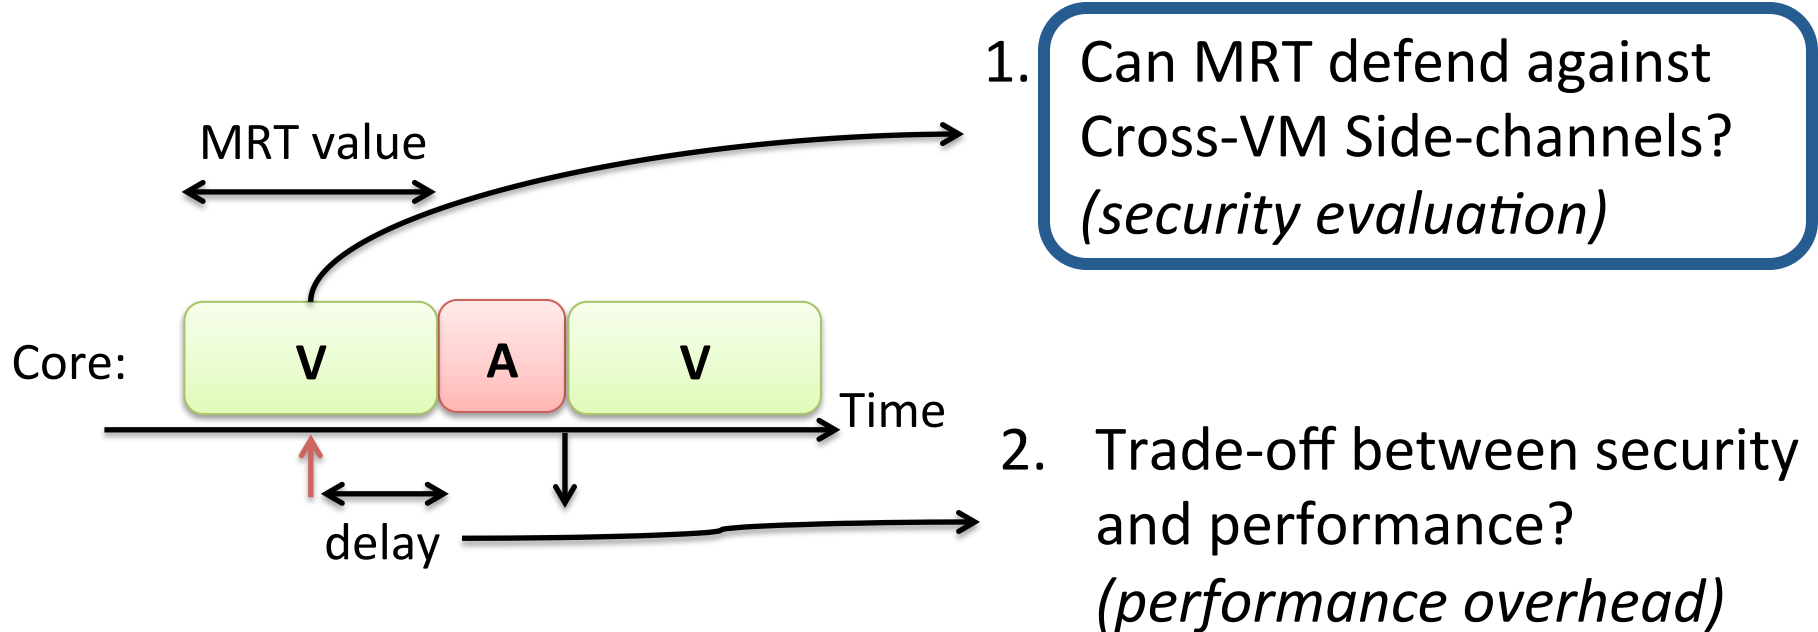 MRT value
Core:
V
A
V
Time
delay
1. Can MRT defend against
Cross-VM Side-channels?
(security evaluation)
2. Trade-off between security
and performance?
(performance overhead)